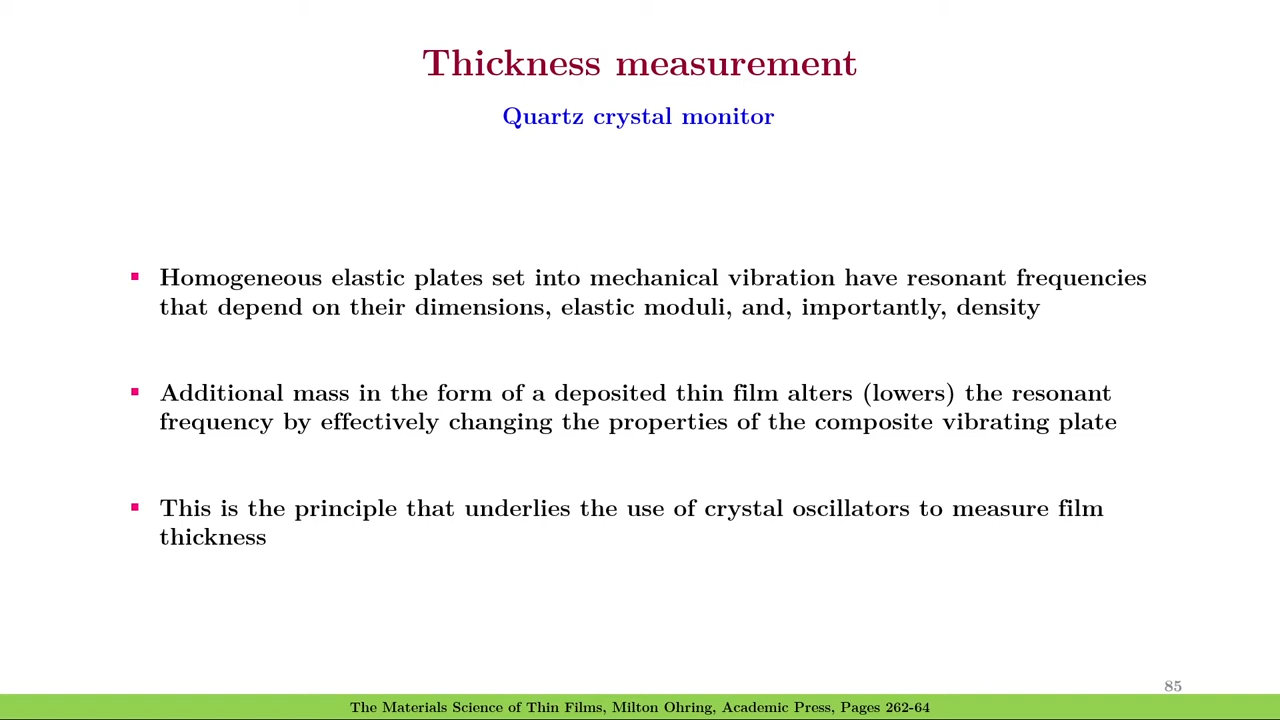 Thickness measurement
Quartz crystal monitor
▪ Homogeneous elastic plates set into mechanical vibration have resonant frequencies
that depend on their dimensions, elastic moduli, and, importantly, density
▪ Additional mass in the form of a deposited thin film alters (lowers) the resonant
frequency by effectively changing the properties of the composite vibrating plate
▪ This is the principle that underlies the use of crystal oscillators to measure film
thickness
85
The Materials Science of Thin Films, Milton Ohring, Academic Press, Pages 262-64